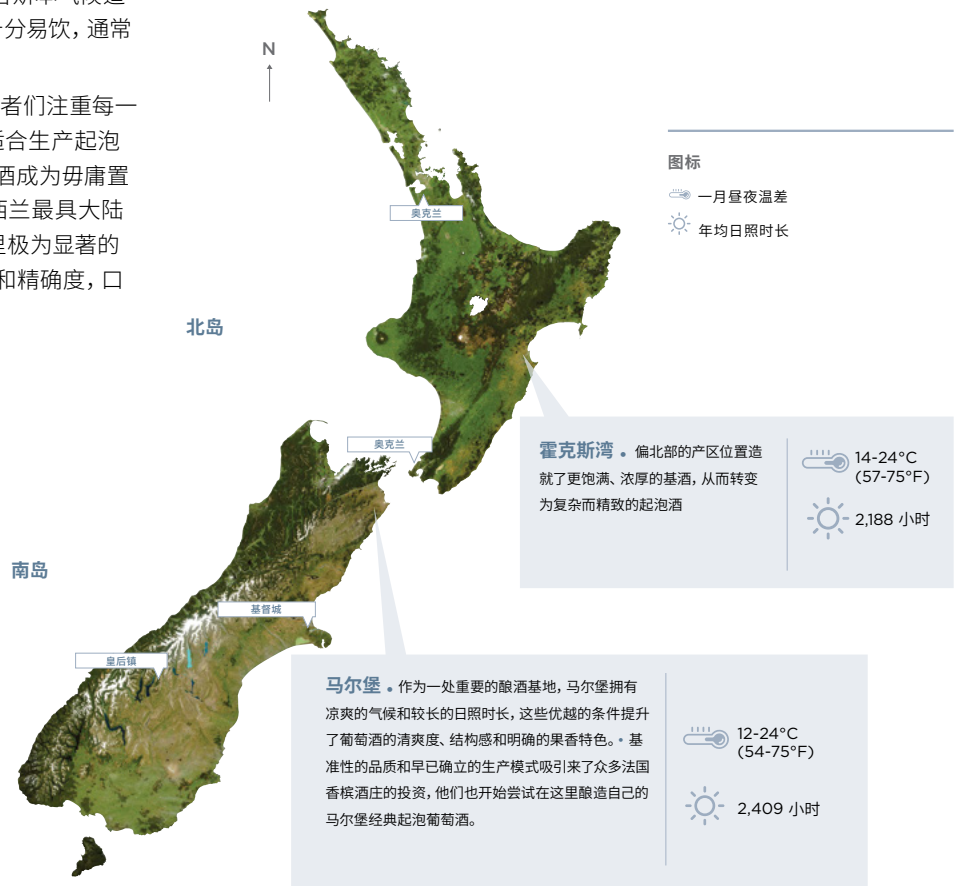 十分易饮，通常
者们注重每一
适合生产起泡
酒成为毋庸置
西兰最具大陆
里极为显著的
和精确度，口
N
图标
一月昼夜温差
年均日照时长
奥克兰
北岛
奥克兰
霍克斯湾 • 偏北部的产区位置造
就了更饱满、浓厚的基酒，从而转变
为复杂而精致的起泡酒
14-24°C
(57-75°F)
2,188 小时
南岛
基督城
皇后镇
马尔堡 • 作为一处重要的酿酒基地，马尔堡拥有
凉爽的气候和较长的日照时长，这些优越的条件提升
了葡萄酒的清爽度、结构感和明确的果香特色。• 基
准性的品质和早已确立的生产模式吸引来了众多法国
香槟酒庄的投资，他们也开始尝试在这里酿造自己的
马尔堡经典起泡葡萄酒。
12-24°C
(54-75°F)
2,409 小时